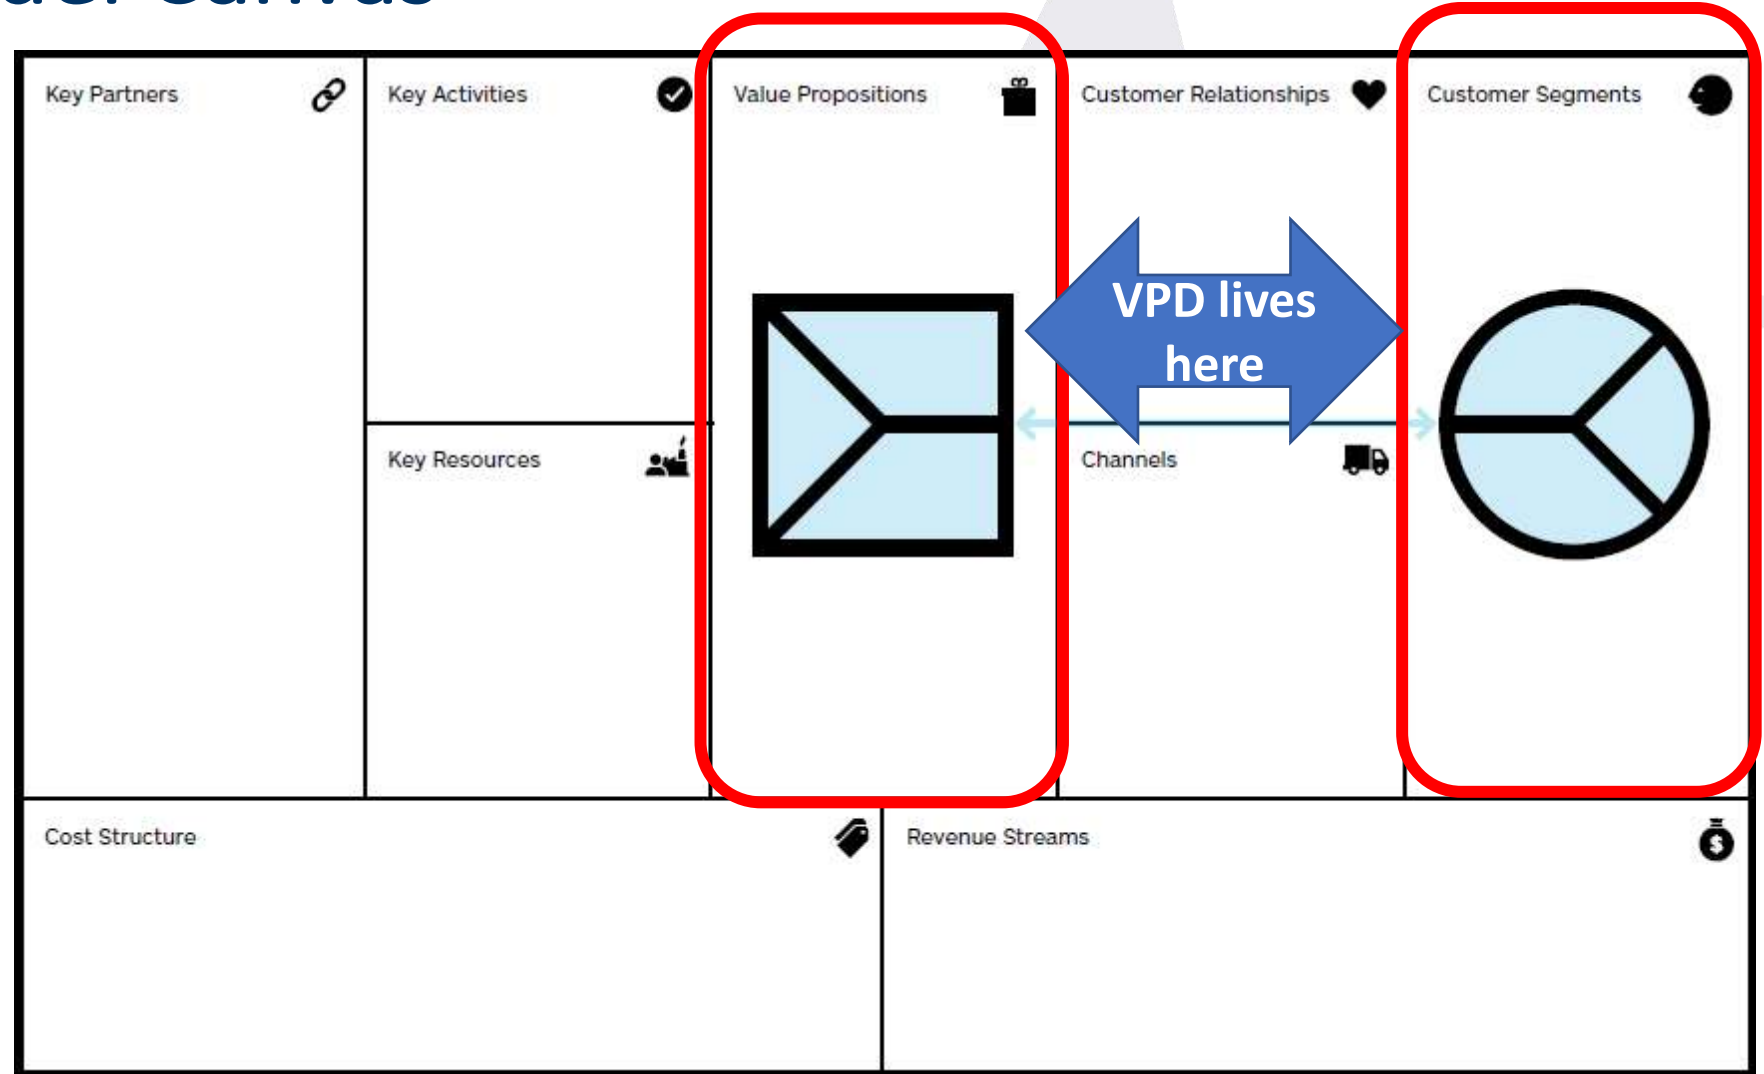 Key Partners
Key Activities
Value Propositions
Customer Relationships
Customer Segments
VPD lives
here
Key Resources
Channels
Cost Structure
Revenue Streams
$